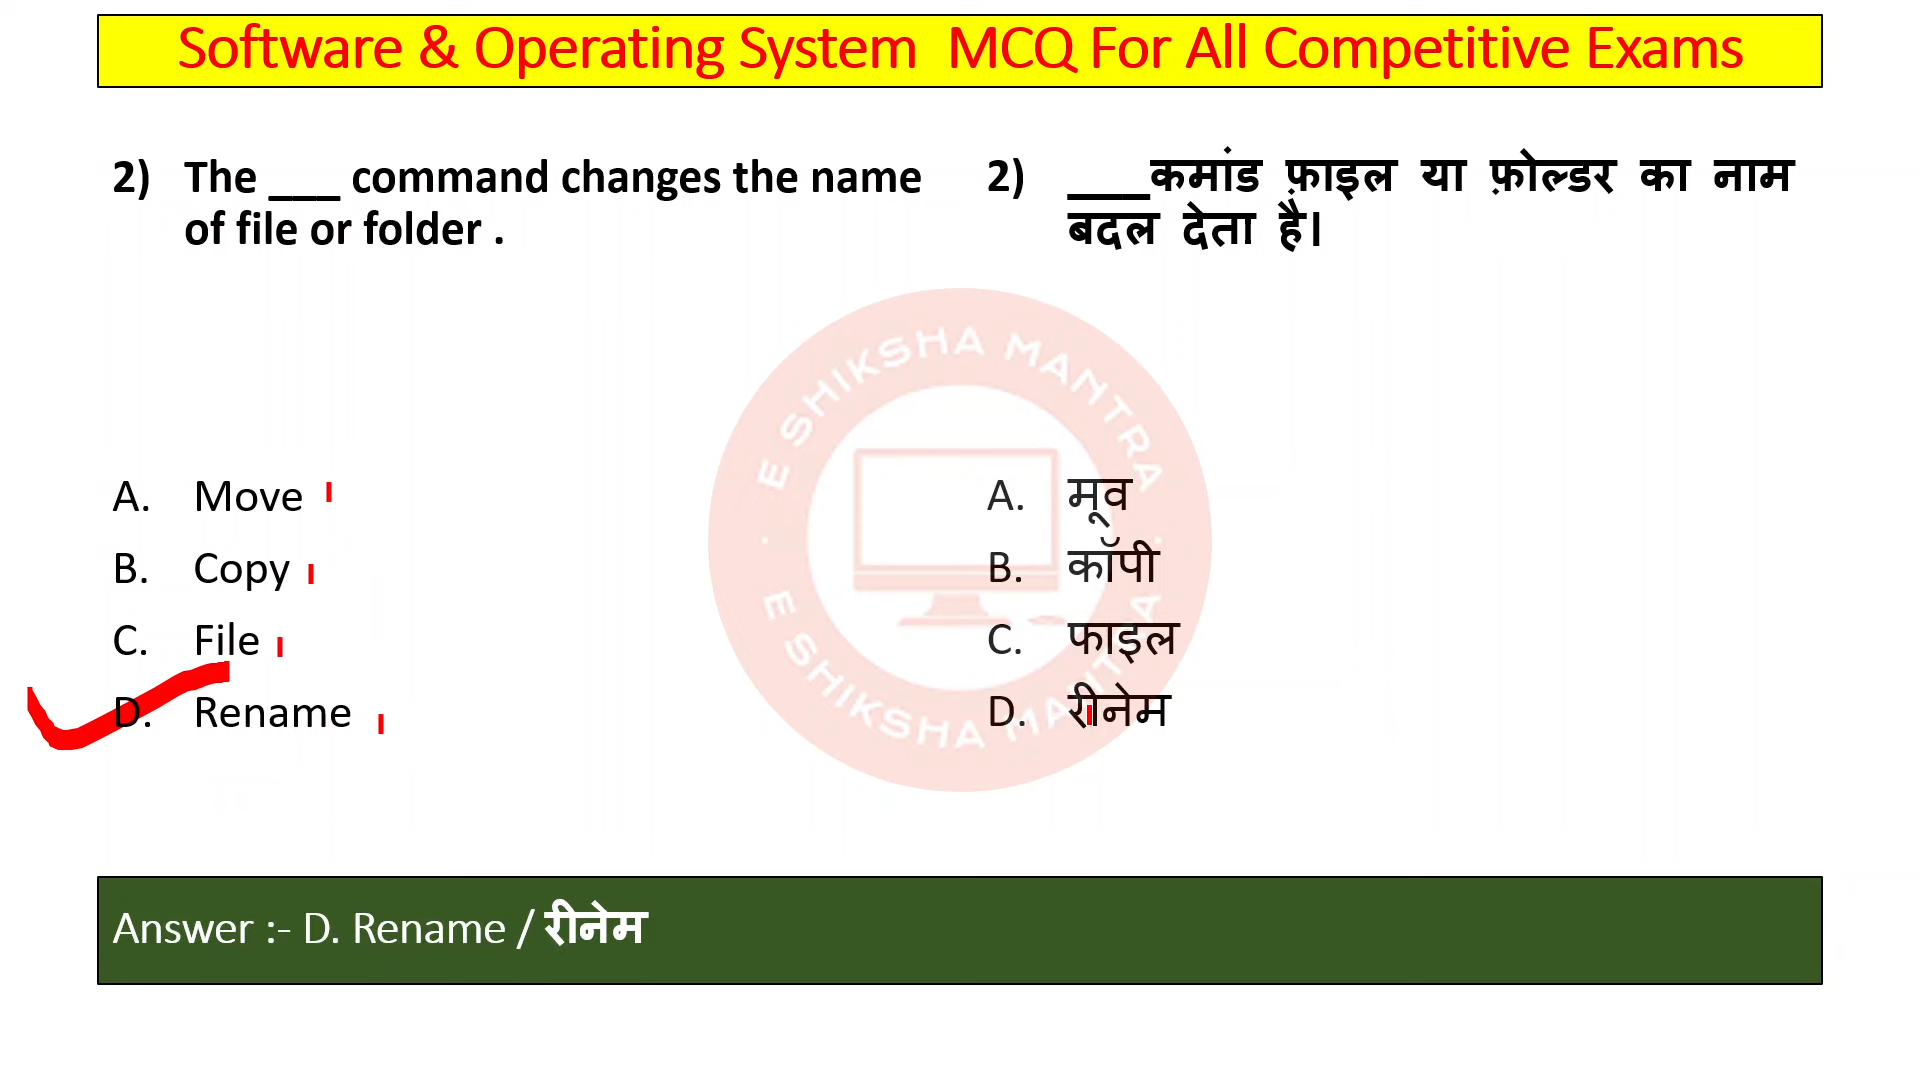 Software & Operating System MCQ For All Competitive Exams
2) The ___ command changes the name
of file or folder .
A. Move
B. Copy
C. File
D. Rename
2) ___कमांड फ़ाइल या फ़ोल्डर का नाम
बदल देता है।
A. मूव
B. कॉपी
C. फाइल
D. रीनेम
E SHIKSHA MANTRA
E SHIKSHA MANTRA
Answer :- D. Rename / रीनेम